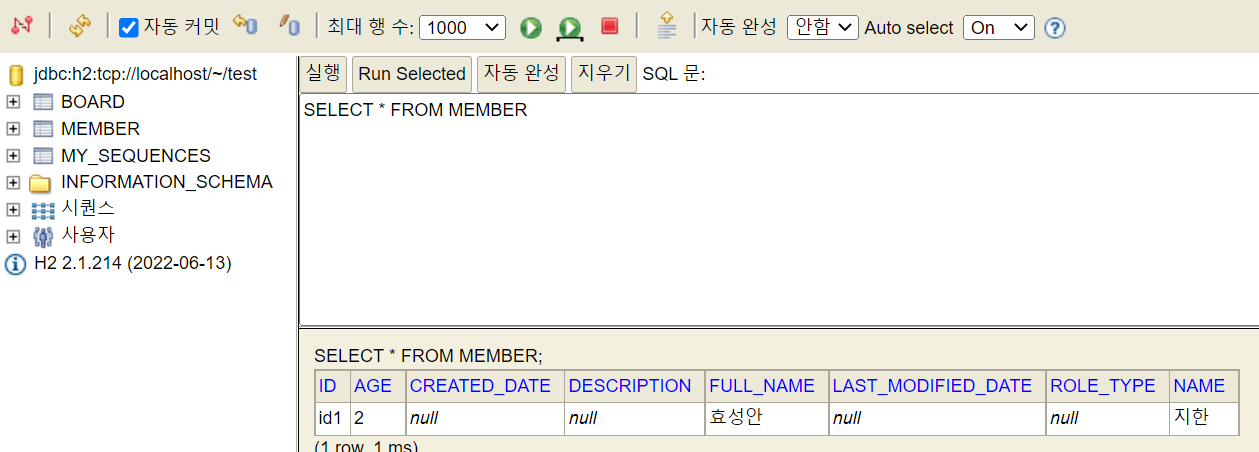 자동 커밋 최대 행 수: 1000 자동 완성 안함 Auto select On
jdbc:h2:tcp://localhost/~/test
BOARD
MEMBER
MY_SEQUENCES
INFORMATION_SCHEMA
시퀀스
사용자
H2 2.1.214 (2022-06-13)
실행 Run Selected 자동 완성 지우기 SQL 문:
SELECT * FROM MEMBER
SELECT * FROM MEMBER;
ID AGE CREATED_DATE DESCRIPTION FULL_NAME LAST_MODIFIED_DATE ROLE_TYPE NAME
id1 2 null null 효성안 null null 지한
(1 row, 1 ms)